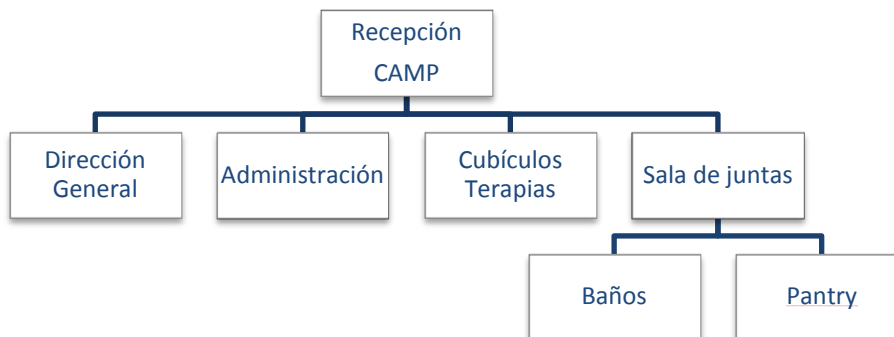 Recepción
CAMP
Dirección
General
Administración
Cubículos
Terapias
Sala de juntas
Baños
Pantry